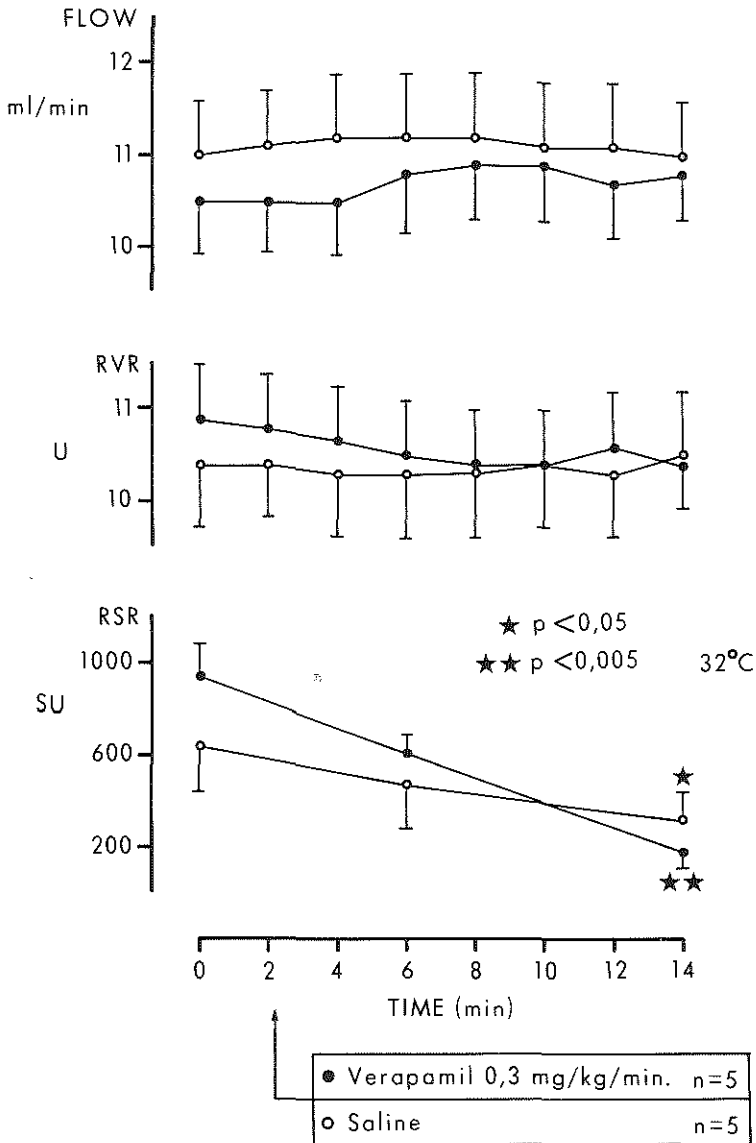 FLOW
12
ml/min
11
10
RVR
11
U
10
RSR
★ p <0,05
1000
★★ p <0,005 32°C
SU
600
★
200
★★
0 2 4 6 8 10 12 14
TIME (min)
● Verapamil 0,3 mg/kg/min. n=5
○ Saline n=5